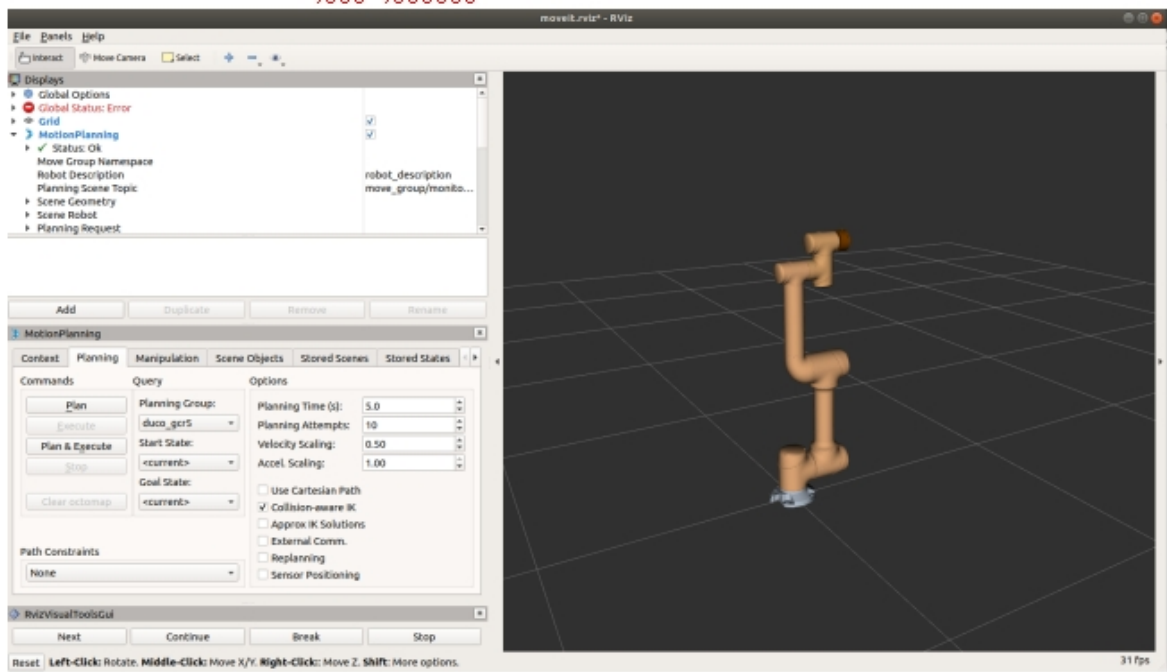 moveit.rviz* - RViz
File Panels Help
Interact Move Camera Select
Displays
Global Options
Global Status: Error
Grid
MotionPlanning
Status: Ok
Move Group Namespace
Robot Description robot_description
Planning Scene Topic move_group/monito...
Scene Geometry
Scene Robot
Planning Request
Add Duplicate Remove Rename
MotionPlanning
Context Planning Manipulation Scene Objects Stored Scenes Stored States
Commands Query Options
Plan Planning Group: Planning Time (s): 5.0
Execute duco_gcr5 Planning Attempts: 10
Plan & Execute Start State: Velocity Scaling: 0.50
Stop <current> Accel. Scaling: 1.00
Goal State:
Clear octomap <current> Use Cartesian Path
Collision-aware IK
Approx IK Solutions
External Comm.
Path Constraints Replanning
None Sensor Positioning
RvizVisualToolsGui
Next Continue Break Stop
Reset Left-Click: Rotate. Middle-Click: Move X/Y. Right-Click:: Move Z. Shift: More options. 31 fps